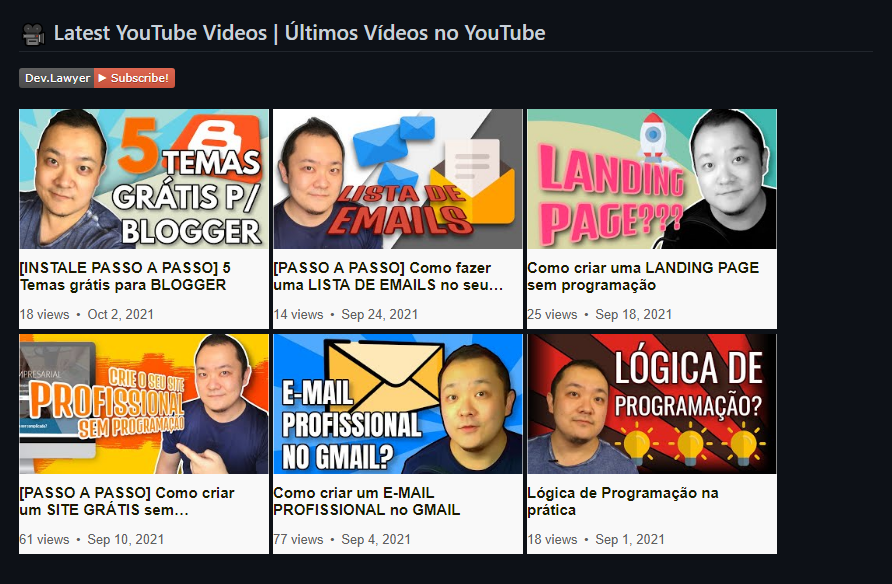 Latest YouTube Videos | Últimos Vídeos no YouTube
Dev.Lawyer Subscribe!
5
TEMAS
GRÁTIS P/
BLOGGER
[INSTALE PASSO A PASSO] 5
Temas grátis para BLOGGER
18 views • Oct 2, 2021
LISTA DE
EMAILS
[PASSO A PASSO] Como fazer
uma LISTA DE EMAILS no seu…
14 views • Sep 24, 2021
LANDING
PAGE???
Como criar uma LANDING PAGE
sem programação
25 views • Sep 18, 2021
MPRESARIAL
CRIE O SEU SITE
PROFISSIONAL
SEM PROGRAMAÇÃO
[PASSO A PASSO] Como criar
um SITE GRÁTIS sem…
61 views • Sep 10, 2021
E-MAIL
PROFISSIONAL
NO GMAIL?
Como criar um E-MAIL
PROFISSIONAL no GMAIL
77 views • Sep 4, 2021
LÓGICA DE
PROGRAMAÇÃO?
Lógica de Programação na
prática
18 views • Sep 1, 2021